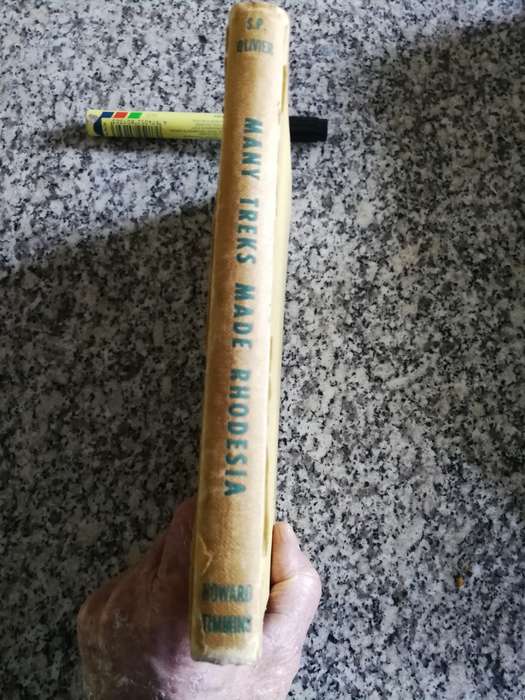 S.P.
OLIVIER
MANY TREKS MADE RHODESIA
HOWARD
TIMMINS